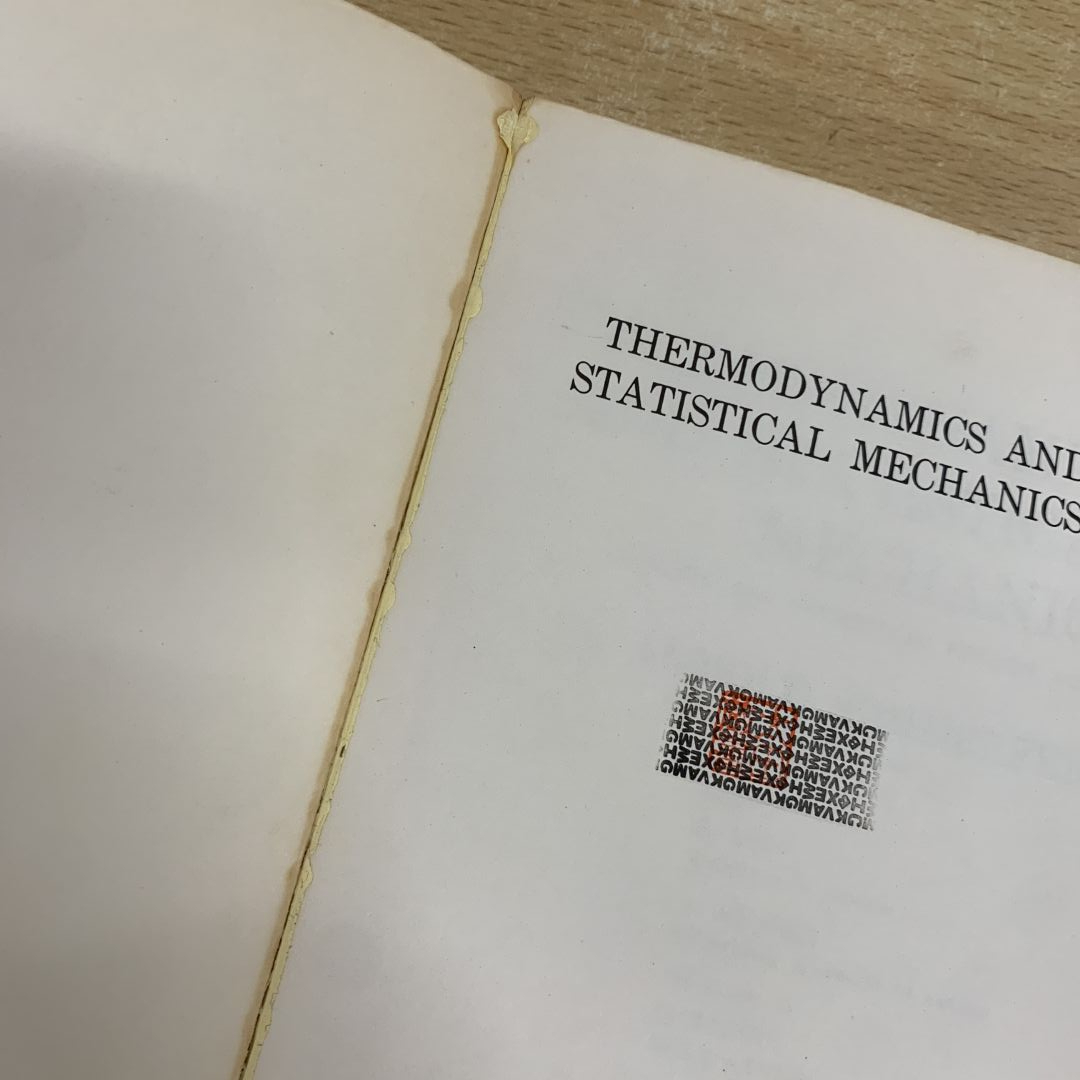 THERMODYNAMICS AND
STATISTICAL MECHANICS